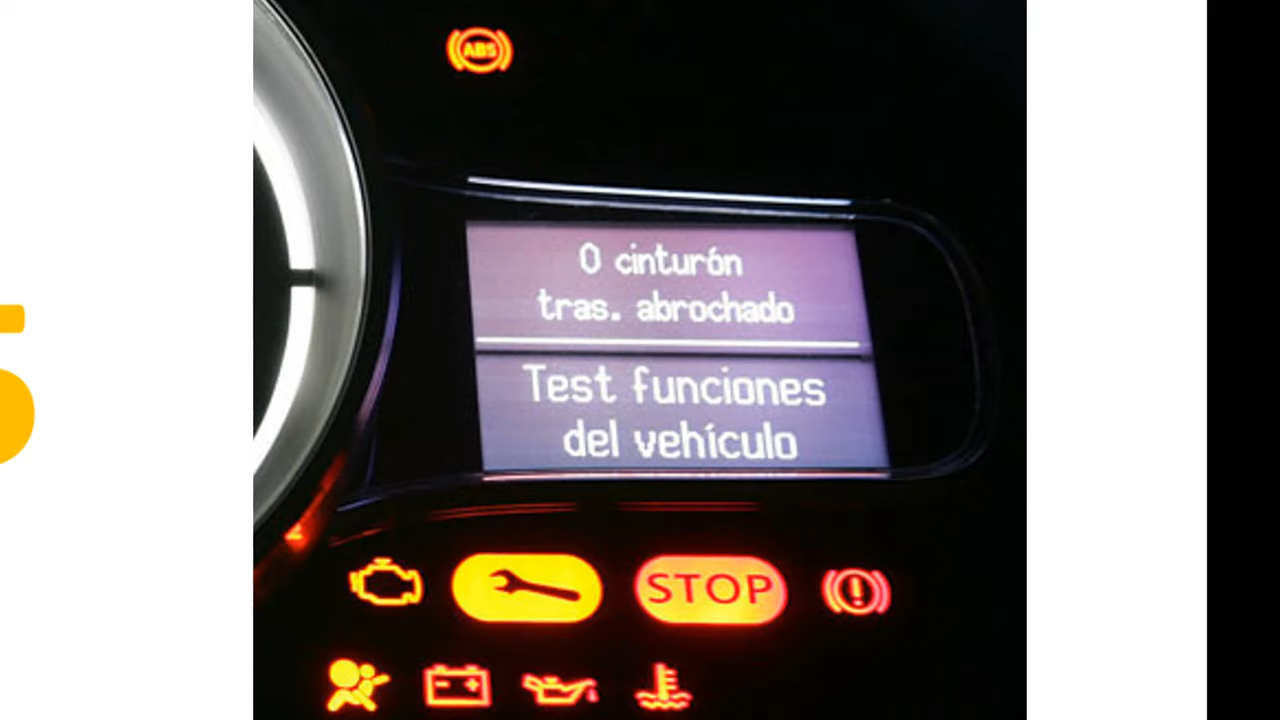 ABS
0 cinturón
tras. abrochado
Test funciones
del vehículo
STOP